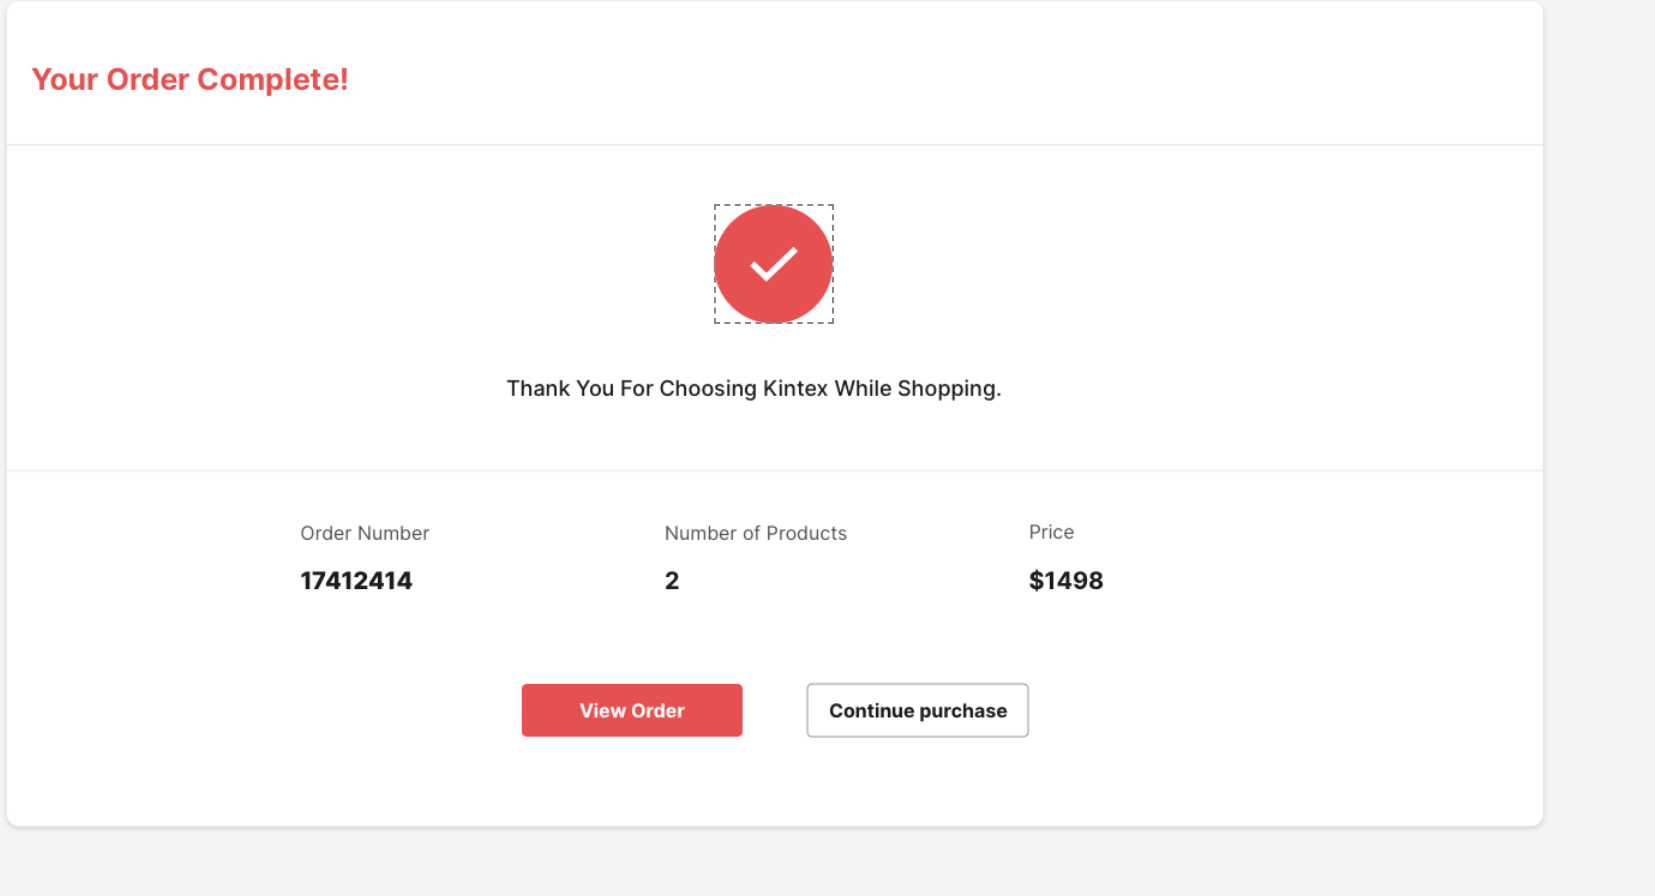 Your Order Complete!
Thank You For Choosing Kintex While Shopping.
Order Number
Number of Products
Price
17412414
2
$1498
View Order
Continue purchase